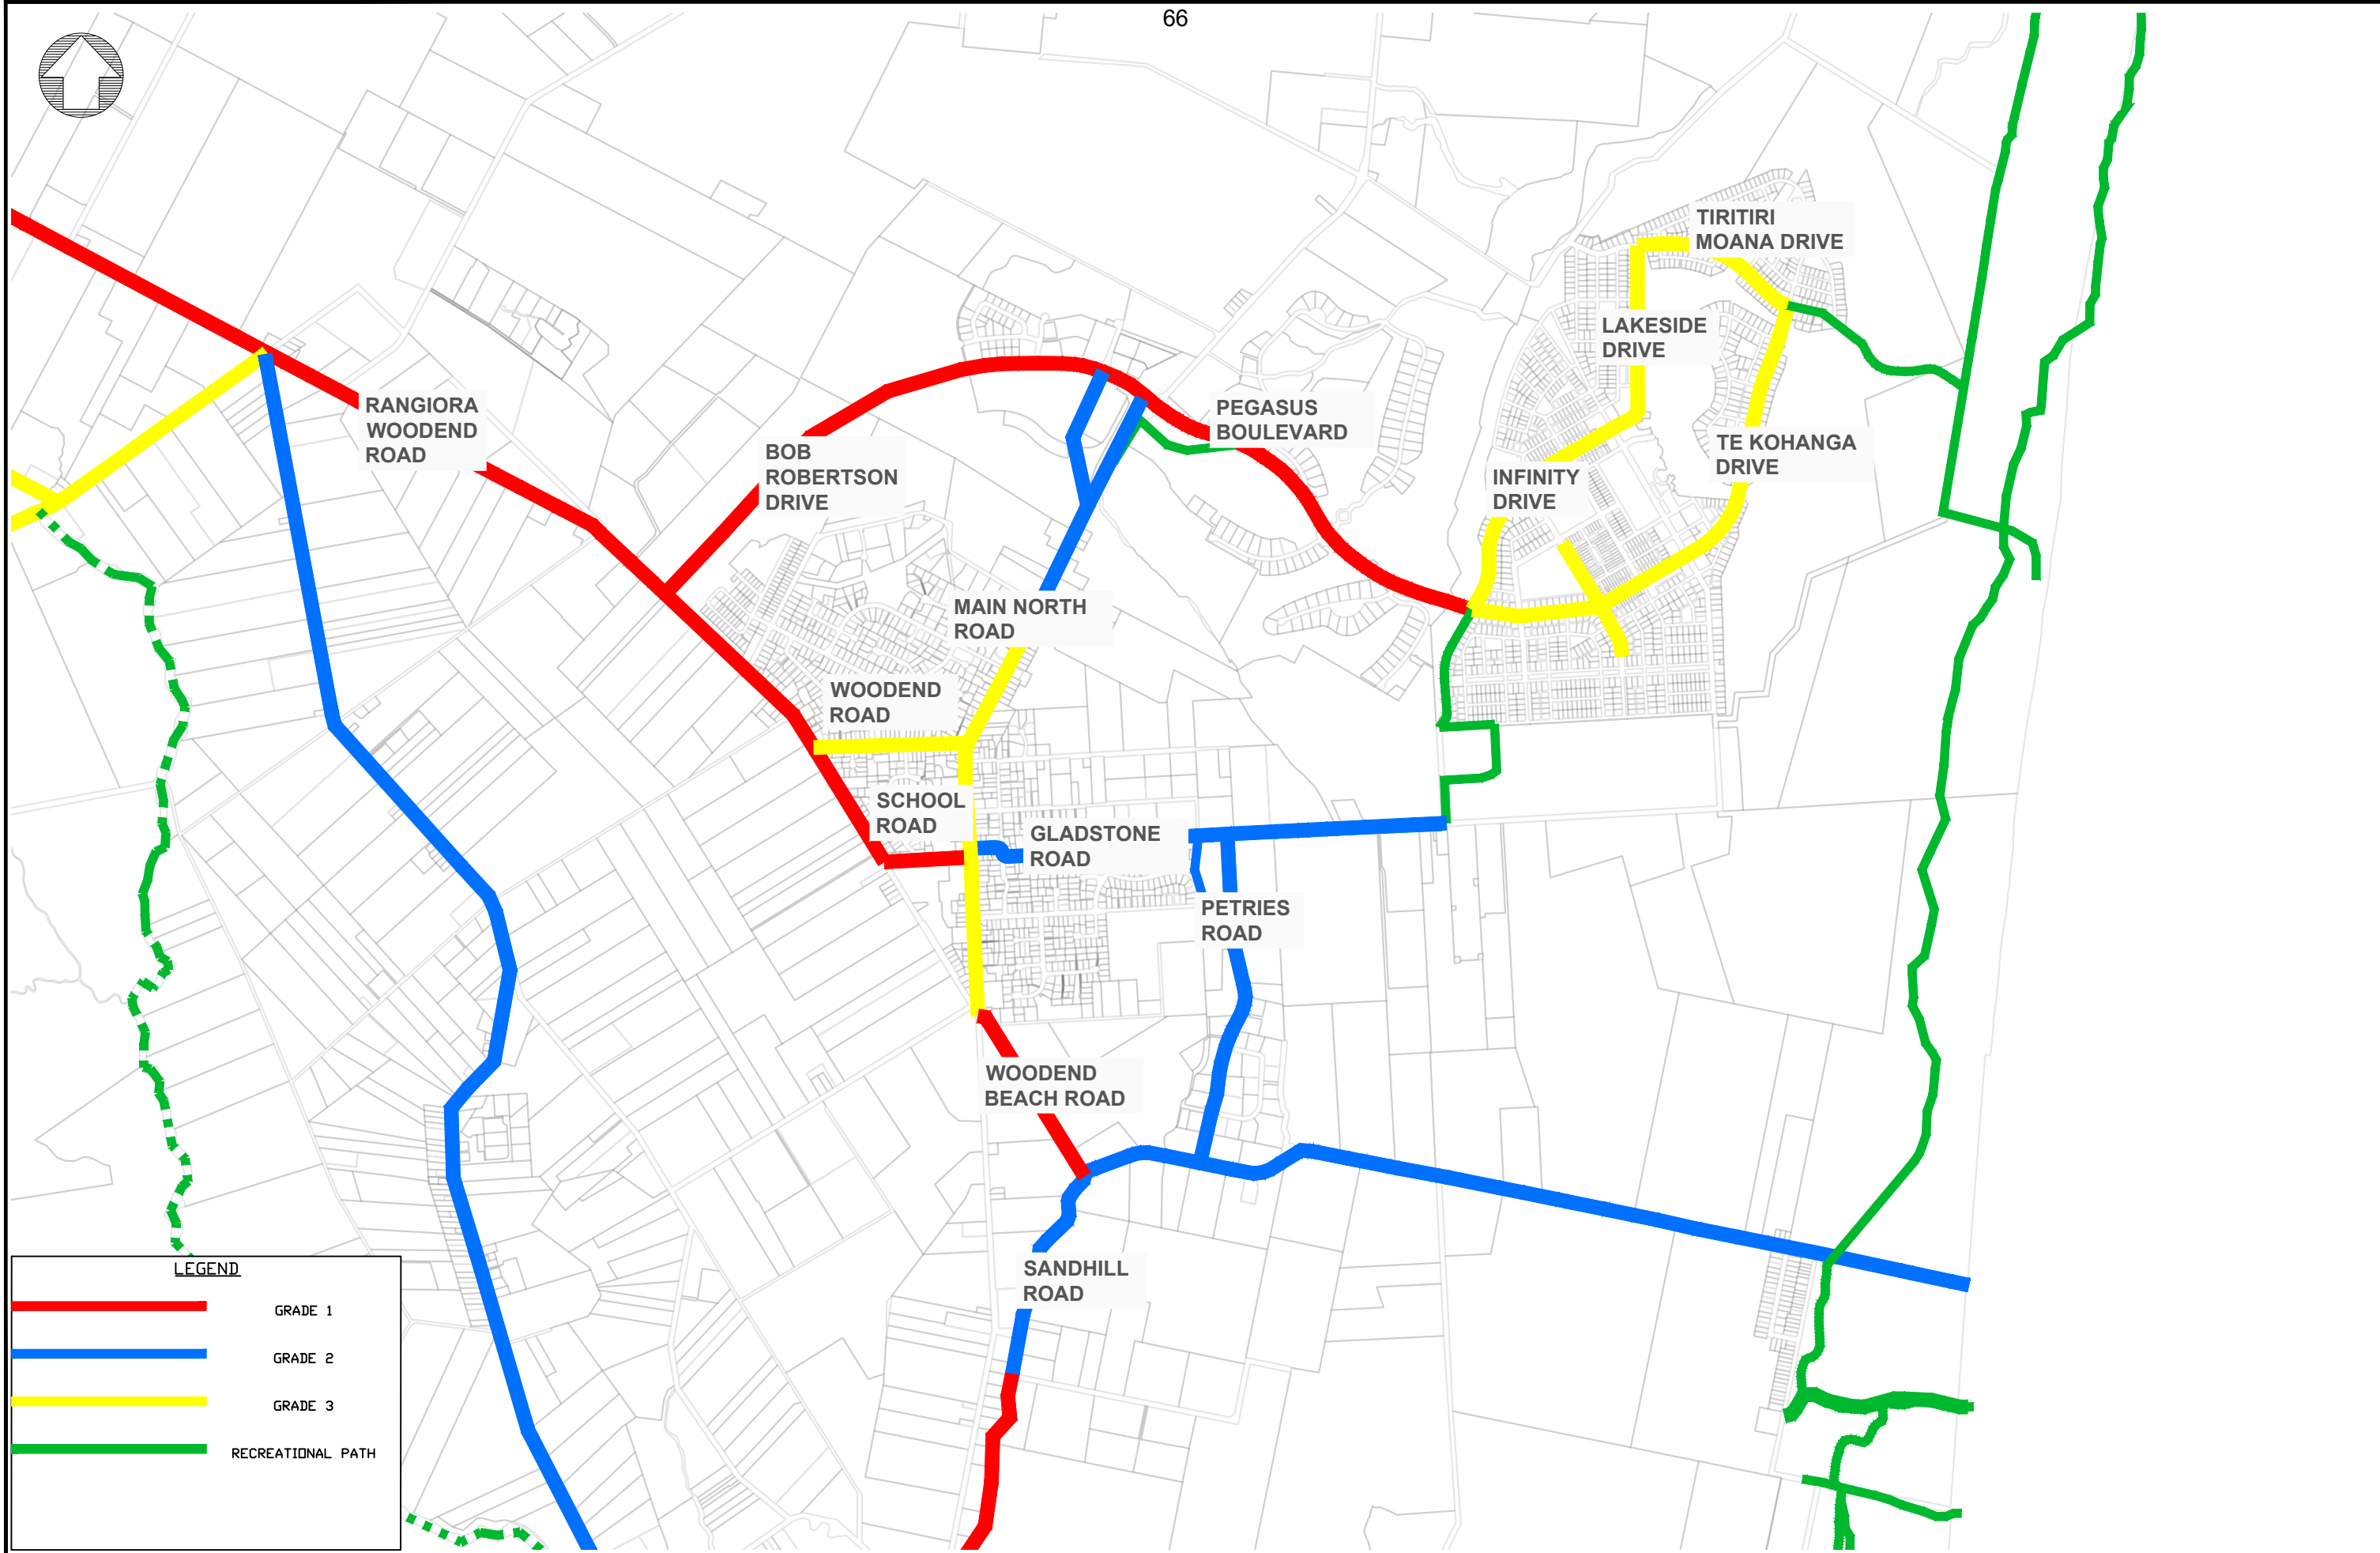 66
TIRITIRI
MOANA DRIVE
LAKESIDE
DRIVE
RANGIORA
WOODEND
ROAD
PEGASUS
BOULEVARD
BOB
ROBERTSON
DRIVE
TE KOHANGA
DRIVE
INFINITY
DRIVE
MAIN NORTH
ROAD
WOODEND
ROAD
SCHOOL
ROAD
GLADSTONE
ROAD
PETRIES
ROAD
WOODEND
BEACH ROAD
SANDHILL
ROAD
LEGEND
GRADE 1
GRADE 2
GRADE 3
RECREATIONAL PATH